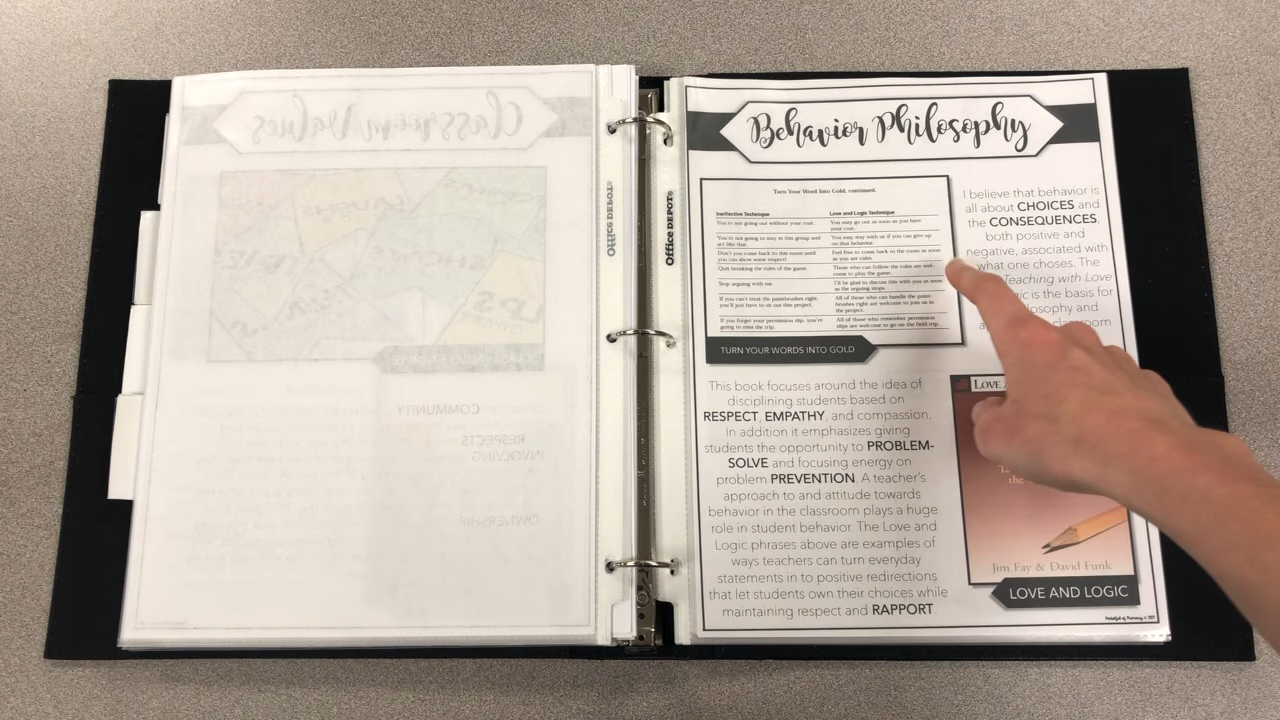 Classroom Values
CLASS VALUES
COMMUNITY
RESPECTS
INVOLVING
OWNERSHIP
Office DEPOT
Office DEPOT
Behavior Philosophy
Turn Your Word Into Gold, continued.
Ineffective Technique Love and Logic Technique
You're not going out without your coat. You may go out as soon as you have
your coat.
You're not going to stay in this group and You may stay with us if you can give up
act like that. on that behavior.
Don't you come back to this room until Feel free to come back to the room as soon
you can show some respect! as you are calm.
Quit breaking the rules of the game. Those who can follow the rules are wel-
come to play the game.
Stop arguing with me. I'll be glad to discuss this with you as soon
as the arguing stops.
If you can't treat the paintbrushes right, All of those who can handle the paint-
you'll just have to sit out this project. brushes right are welcome to join us in
the project.
If you forget your permission slip, you're All of those who remember permission
going to miss the trip. slips are welcome to go on the field trip.
TURN YOUR WORDS INTO GOLD
I believe that behavior is
all about CHOICES and
the CONSEQUENCES,
both positive and
negative, associated with
what one choses. The
Teaching with Love
is the basis for
and
This book focuses around the idea of
disciplining students based on
RESPECT, EMPATHY, and compassion.
In addition it emphasizes giving
students the opportunity to PROBLEM-
SOLVE and focusing energy on
problem PREVENTION. A teacher's
approach to and attitude towards
behavior in the classroom plays a huge
role in student behavior. The Love and
Logic phrases above are examples of
ways teachers can turn everyday
statements in to positive redirections
that let students own their choices while
maintaining respect and RAPPORT
LOVE
the
Jim Fay & David Funk
LOVE AND LOGIC